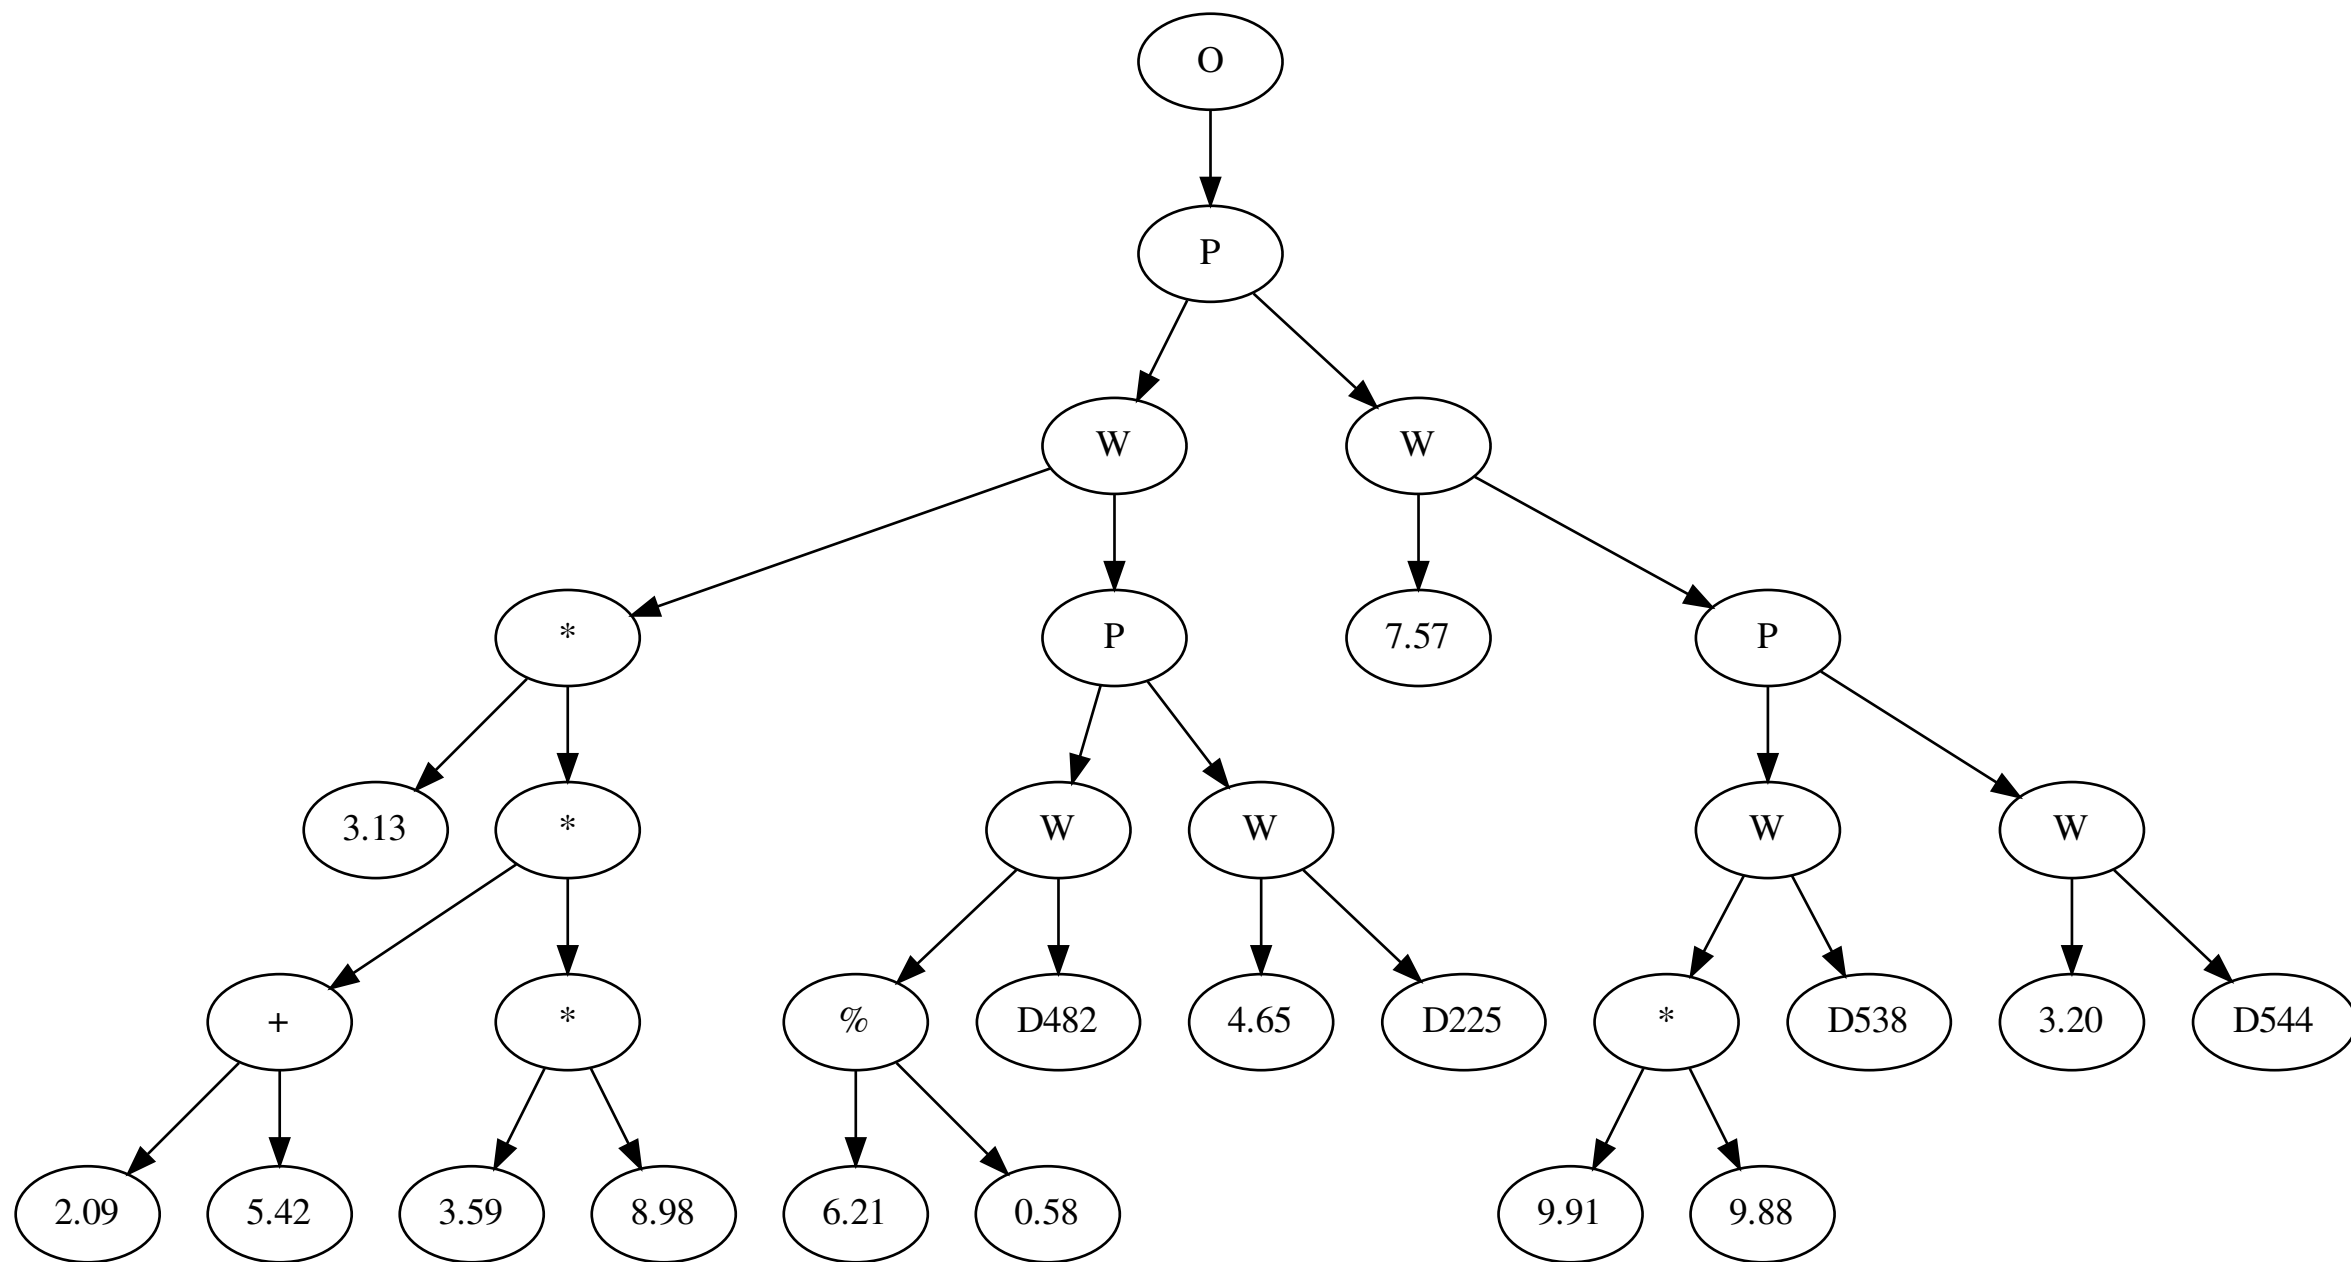 O
P
W W
* P 7.57 P
3.13 * W W W W
+ * % D482 4.65 D225 * D538 3.20 D544
2.09 5.42 3.59 8.98 6.21 0.58 9.91 9.88